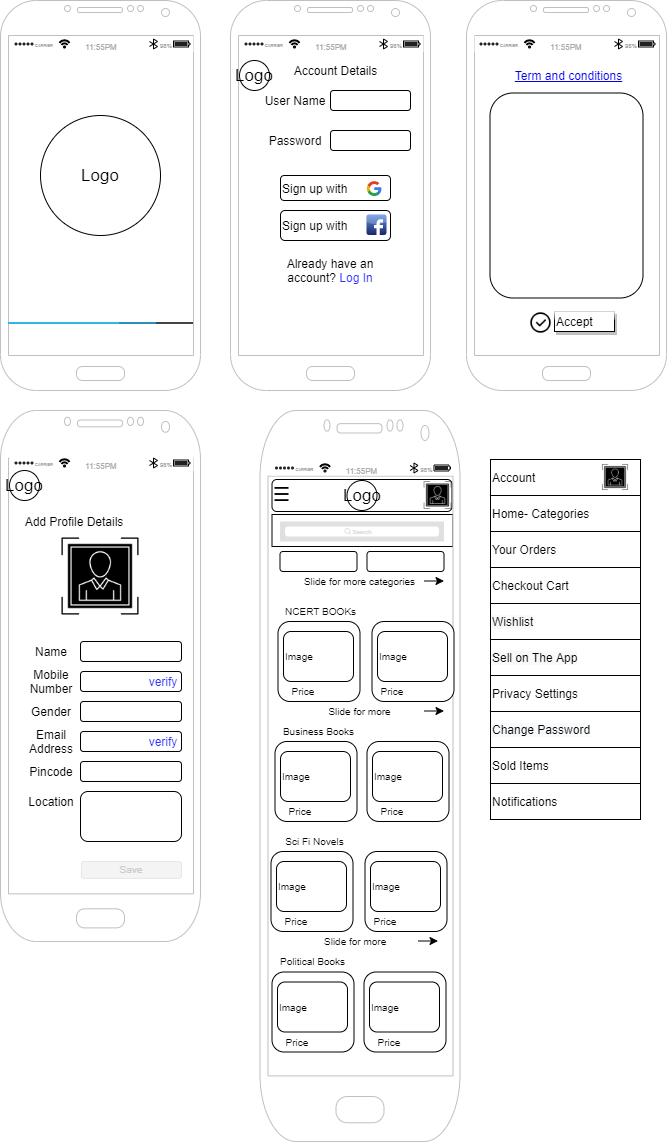 CARRIER
11:55PM
98%
Logo
CARRIER
11:55PM
98%
Logo
Account Details
User Name
Password
Sign up with
Sign up with
Already have an
account? Log In
CARRIER
11:55PM
98%
Term and conditions
Accept
CARRIER
11:55PM
98%
Logo
Add Profile Details
Name
Mobile
Number
verify
Gender
Email
Address
verify
Pincode
Location
Save
CARRIER
11:55PM
98%
Logo
Search
Slide for more categories
NCERT BOOKs
Image
Image
Price
Price
Slide for more
Business Books
Image
Image
Price
Price
Sci Fi Novels
Image
Image
Price
Price
Slide for more
Political Books
Image
Image
Price
Price
Account
Home- Categories
Your Orders
Checkout Cart
Wishlist
Sell on The App
Privacy Settings
Change Password
Sold Items
Notifications